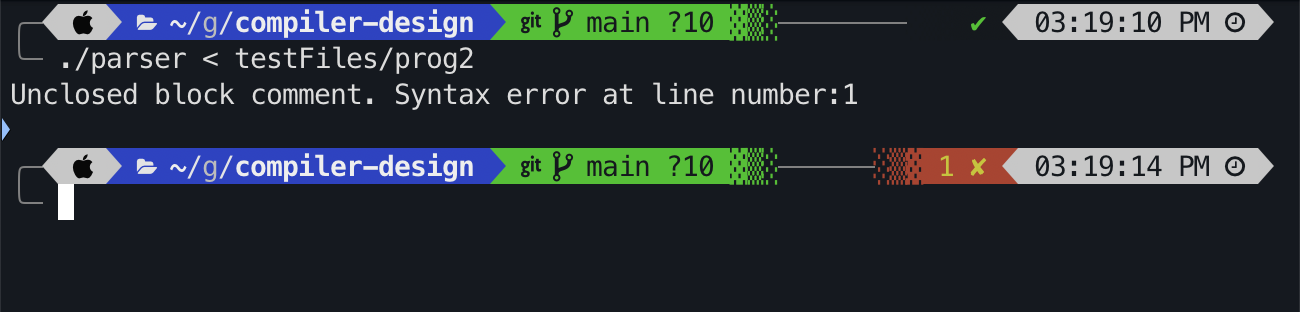 ~/g/compiler-design git main ?10 ✔ 03:19:10 PM
./parser < testFiles/prog2
Unclosed block comment. Syntax error at line number:1
~/g/compiler-design git main ?10 1 ✘ 03:19:14 PM